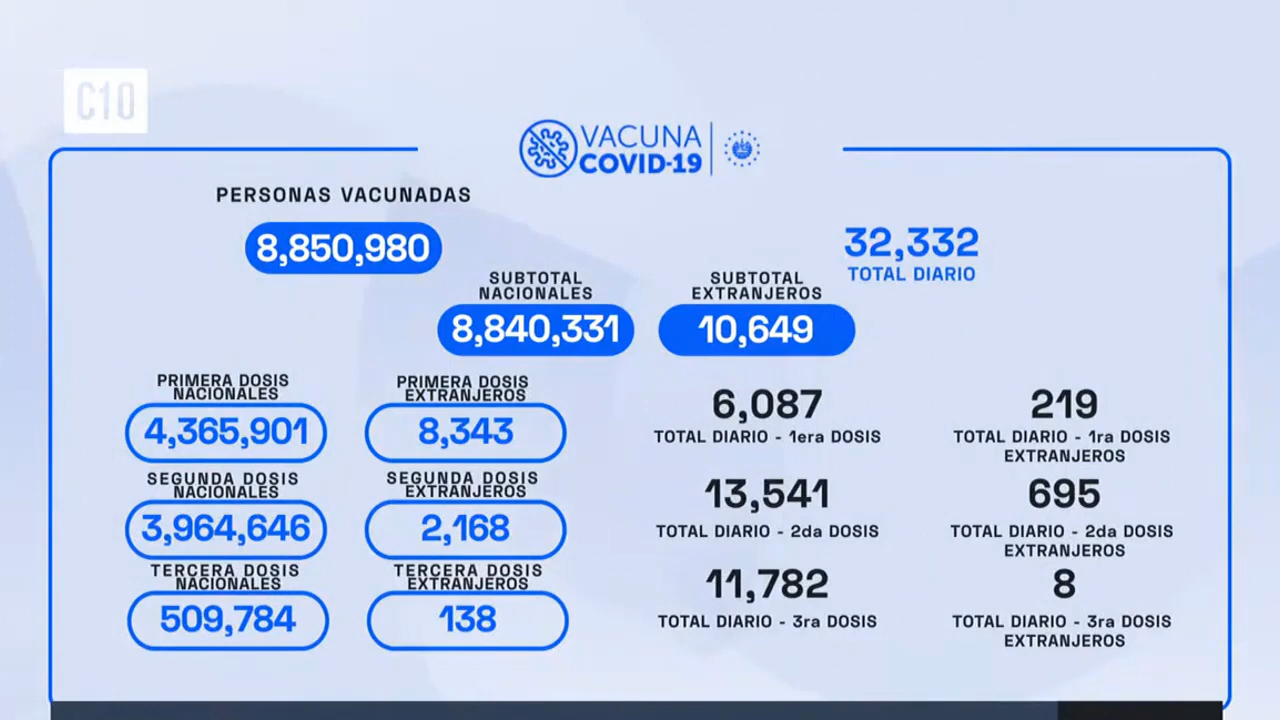 C10
VACUNA
COVID-19
PERSONAS VACUNADAS
8,850,980
32,332
TOTAL DIARIO
SUBTOTAL
NACIONALES
8,840,331
SUBTOTAL
EXTRANJEROS
10,649
PRIMERA DOSIS
NACIONALES
4,365,901
PRIMERA DOSIS
EXTRANJEROS
8,343
6,087
TOTAL DIARIO - 1era DOSIS
219
TOTAL DIARIO - 1ra DOSIS
EXTRANJEROS
SEGUNDA DOSIS
NACIONALES
3,964,646
SEGUNDA DOSIS
EXTRANJEROS
2,168
13,541
TOTAL DIARIO - 2da DOSIS
695
TOTAL DIARIO - 2da DOSIS
EXTRANJEROS
TERCERA DOSIS
NACIONALES
509,784
TERCERA DOSIS
EXTRANJEROS
138
11,782
TOTAL DIARIO - 3ra DOSIS
8
TOTAL DIARIO - 3ra DOSIS
EXTRANJEROS